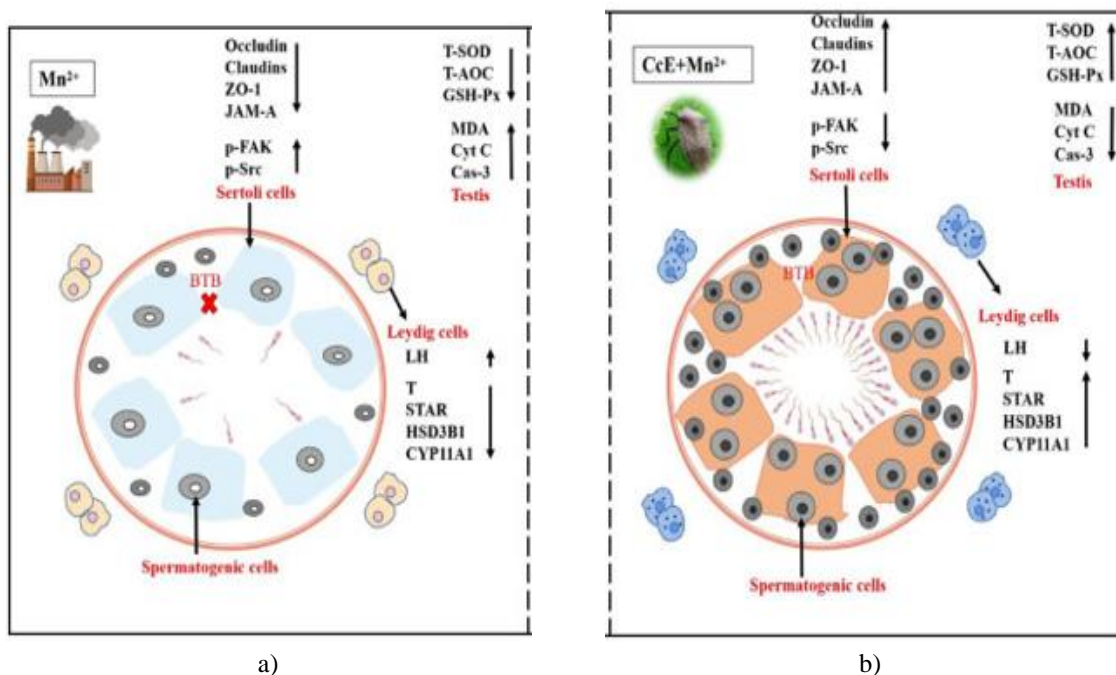 Mn²⁺
Occludin
Claudins
ZO-1
JAM-A
p-FAK
p-Src
Sertoli cells
T-SOD
T-AOC
GSH-Px
MDA
Cyt C
Cas-3
Testis
BTB
Leydig cells
LH
T
STAR
HSD3B1
CYP11A1
Spermatogenic cells
a)
CcE+Mn²⁺
Occludin
Claudins
ZO-1
JAM-A
p-FAK
p-Src
Sertoli cells
T-SOD
T-AOC
GSH-Px
MDA
Cyt C
Cas-3
Testis
BTB
Leydig cells
LH
T
STAR
HSD3B1
CYP11A1
Spermatogenic cells
b)